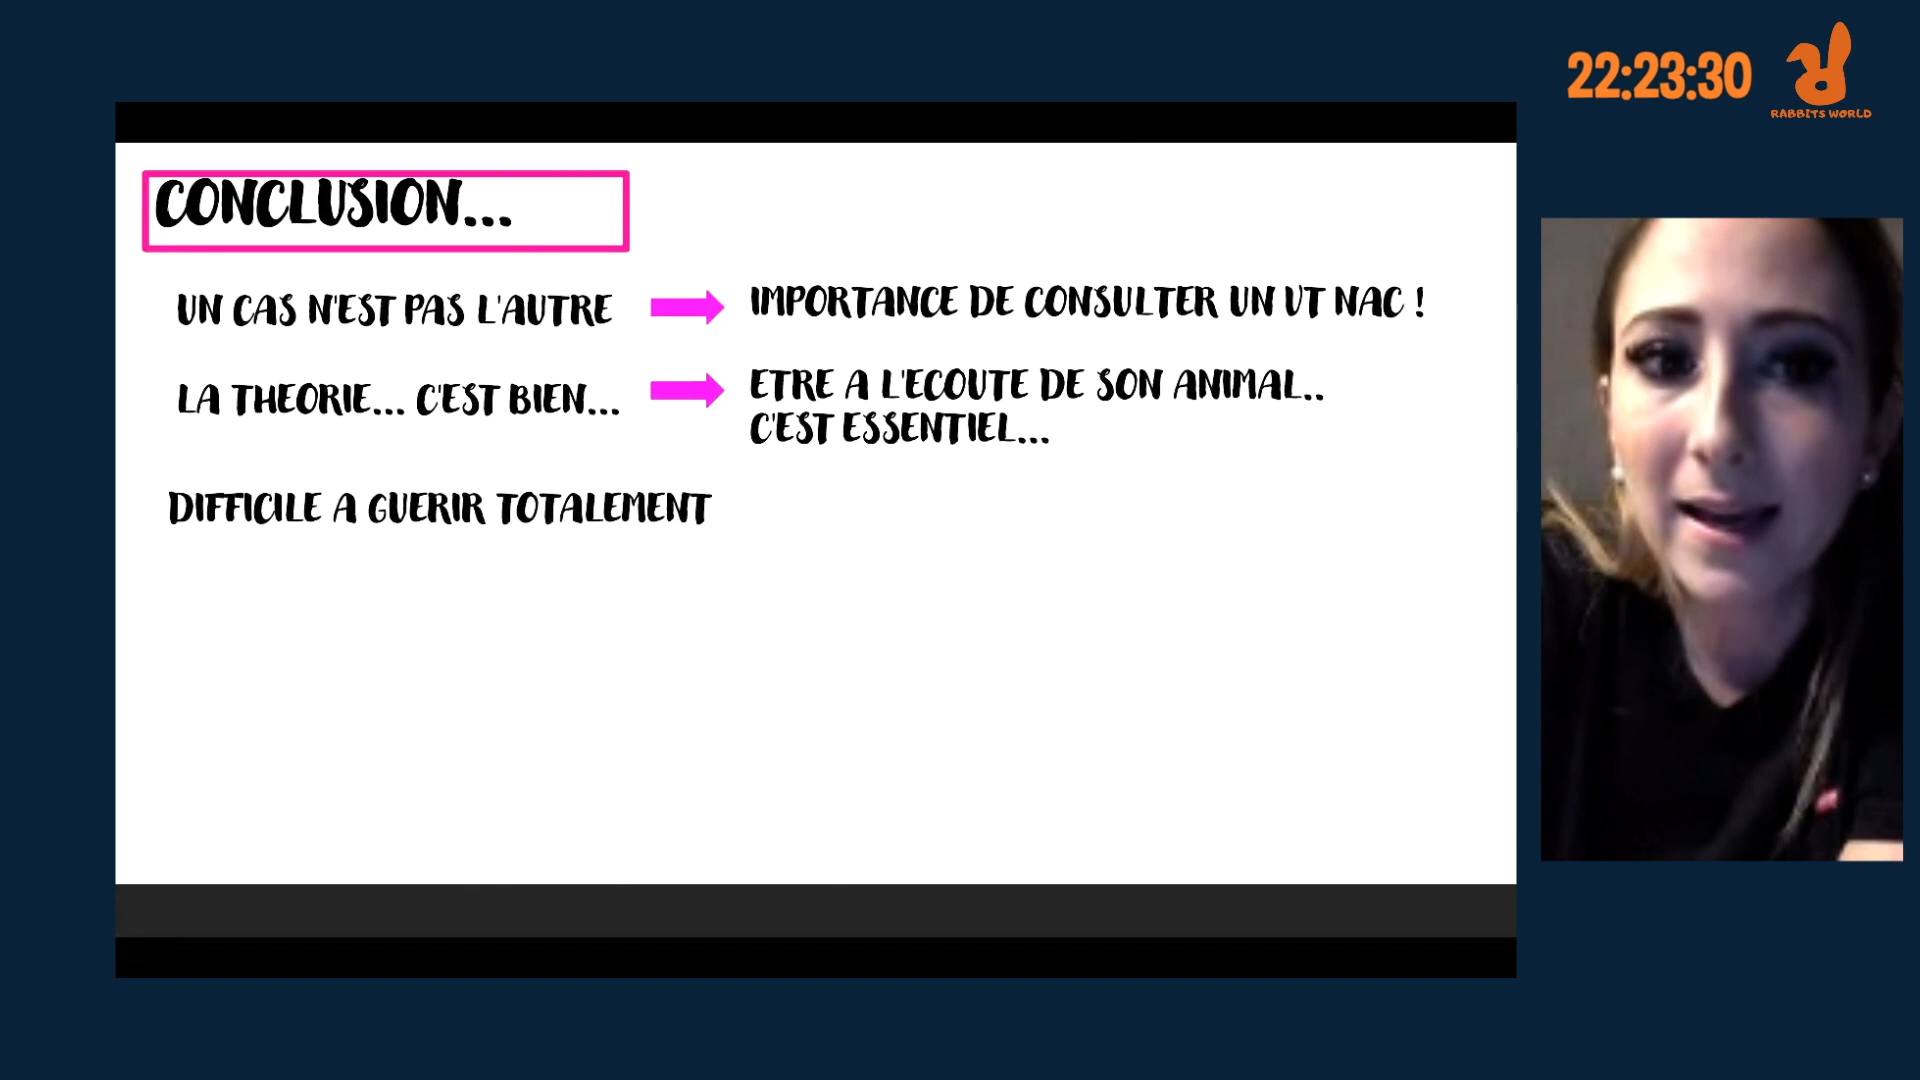 22:23:30
RABBITS WORLD
CONCLUSION...
UN CAS N'EST PAS L'AUTRE
IMPORTANCE DE CONSULTER UN VT NAC !
LA THEORIE... C'EST BIEN...
ETRE A L'ECOUTE DE SON ANIMAL..
C'EST ESSENTIEL...
DIFFICILE A GUERIR TOTALEMENT